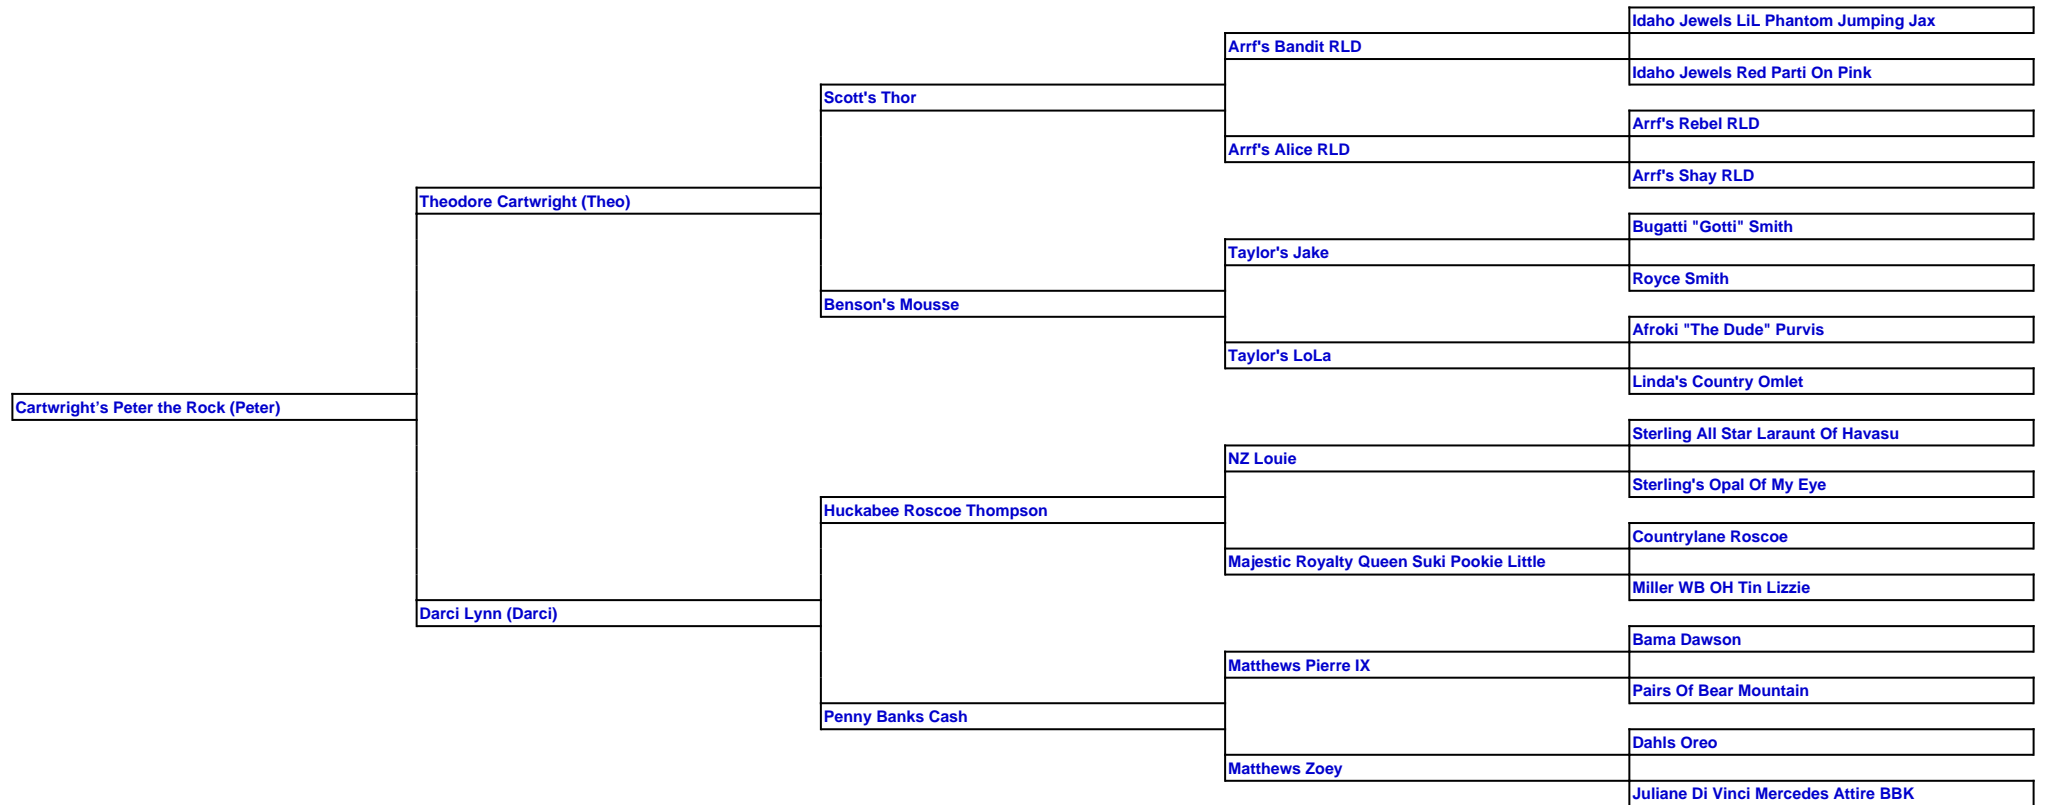 Idaho Jewels LiL Phantom Jumping Jax
Arrf's Bandit RLD
Idaho Jewels Red Parti On Pink
Scott's Thor
Arrf's Rebel RLD
Arrf's Alice RLD
Arrf's Shay RLD
Theodore Cartwright (Theo)
Bugatti "Gotti" Smith
Taylor's Jake
Royce Smith
Benson's Mousse
Afroki "The Dude" Purvis
Taylor's LoLa
Linda's Country Omlet
Cartwright’s Peter the Rock (Peter)
Sterling All Star Laraunt Of Havasu
NZ Louie
Sterling's Opal Of My Eye
Huckabee Roscoe Thompson
Countrylane Roscoe
Majestic Royalty Queen Suki Pookie Little
Miller WB OH Tin Lizzie
Darci Lynn (Darci)
Bama Dawson
Matthews Pierre IX
Pairs Of Bear Mountain
Penny Banks Cash
Dahls Oreo
Matthews Zoey
Juliane Di Vinci Mercedes Attire BBK